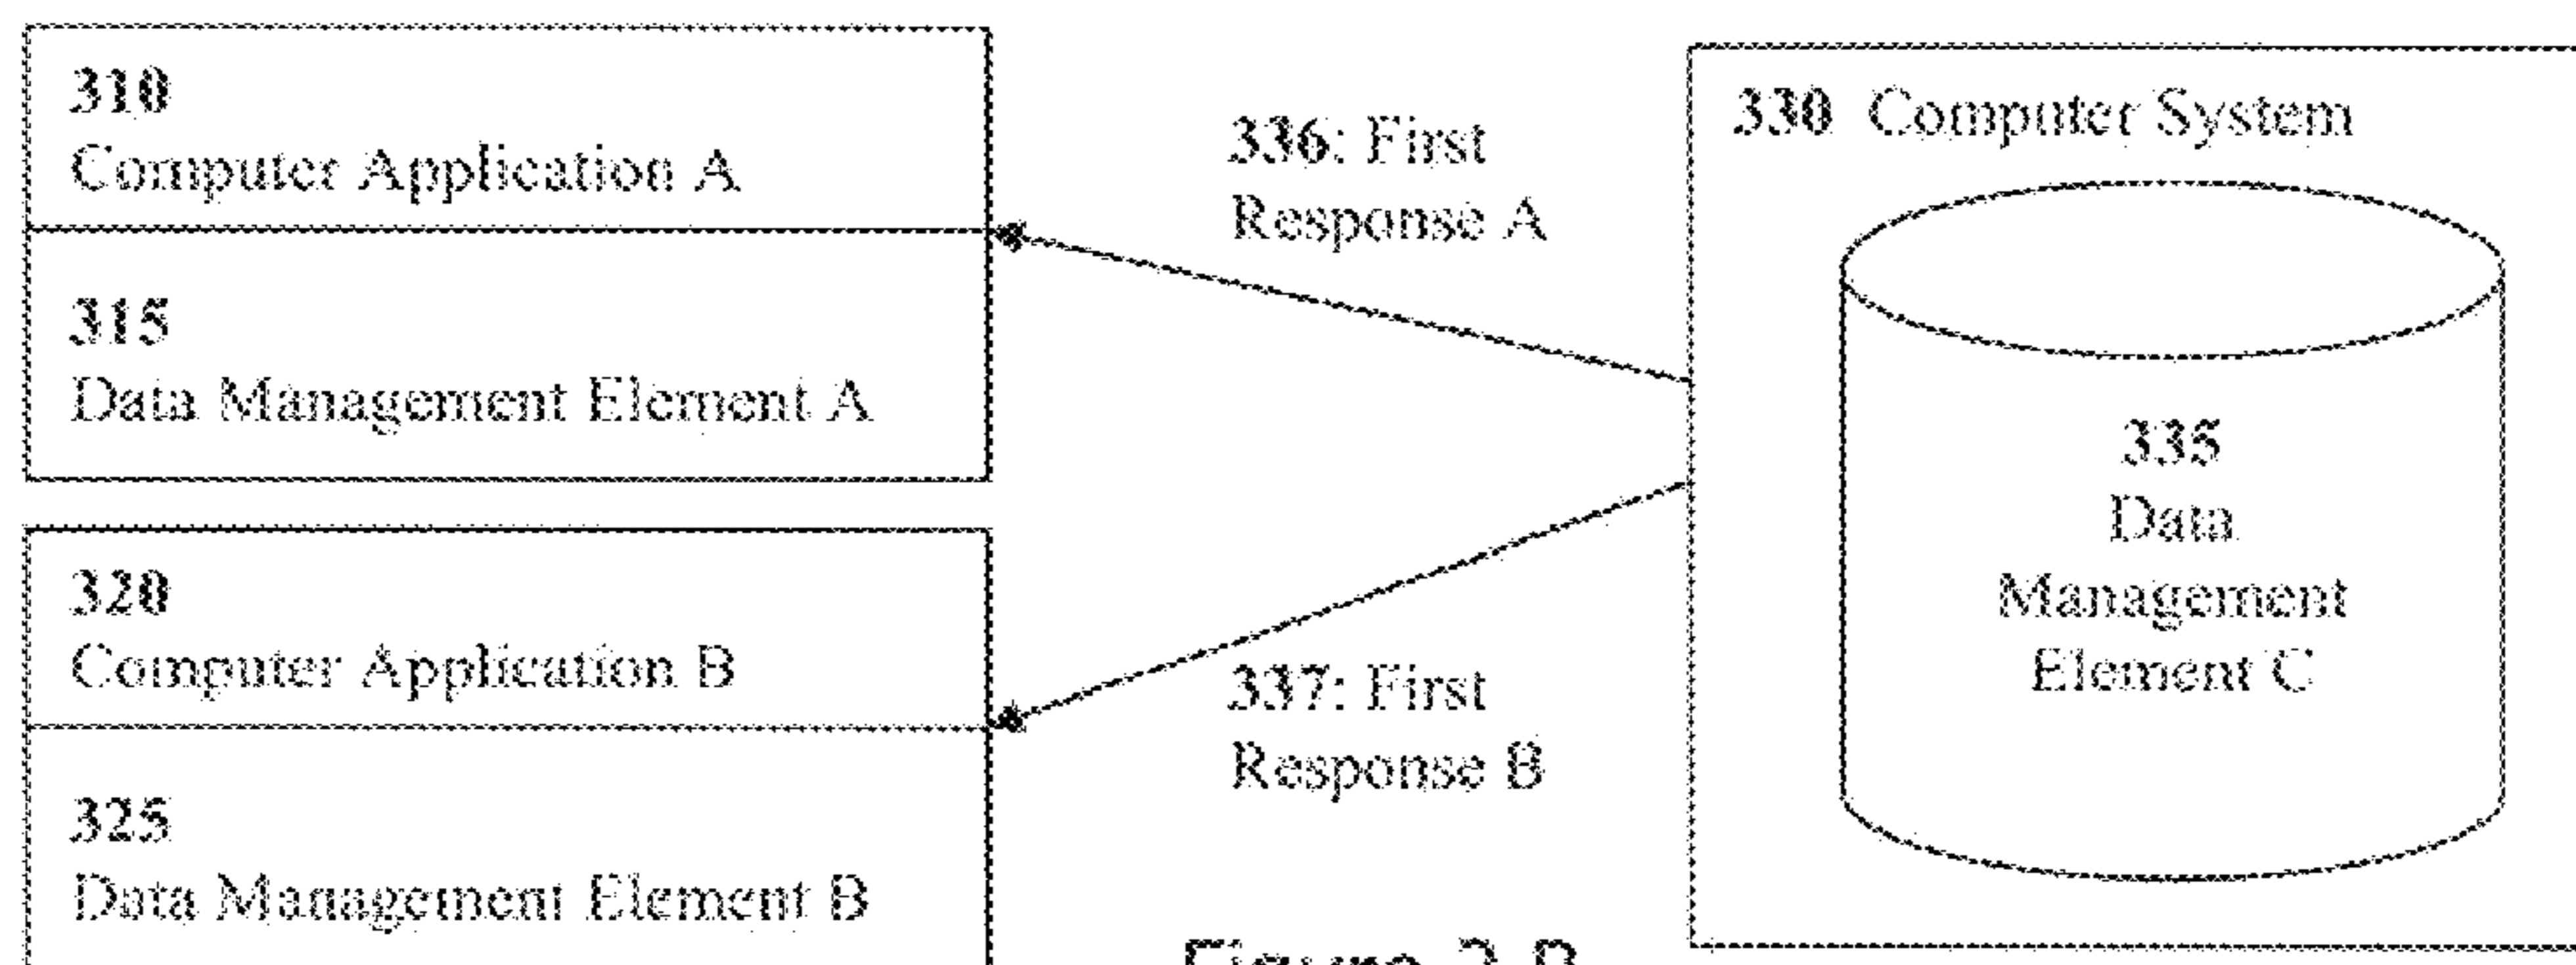 310
Computer Application A
315
Data Management Element A
336: First
Response A
330 Computer System
335
Data
Management
Element C
320
Computer Application B
325
Data Management Element B
337: First
Response B